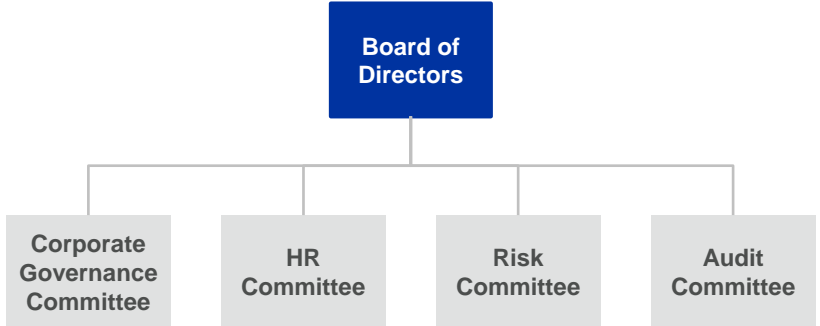 Board of
Directors
Corporate
Governance
Committee
HR
Committee
Risk
Committee
Audit
Committee